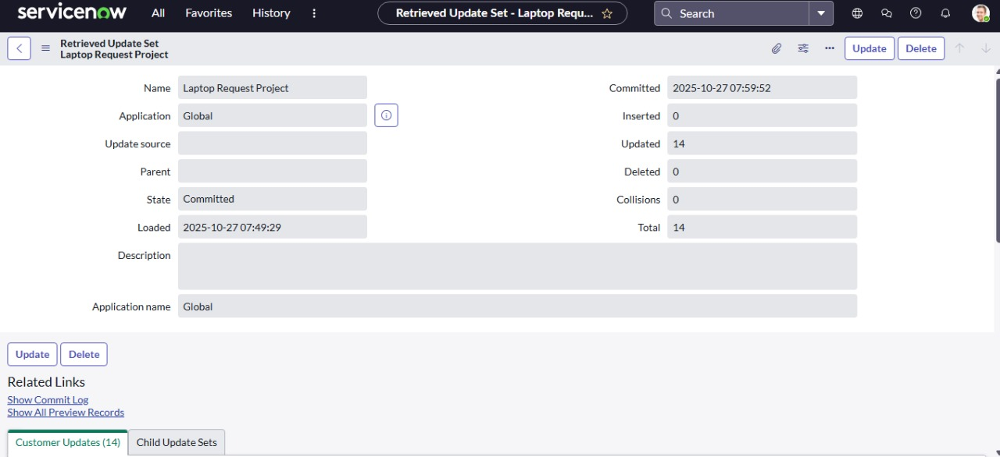 servicenow All Favorites History Retrieved Update Set - Laptop Requ... Search
Retrieved Update Set
Laptop Request Project
Update Delete
Name Laptop Request Project Committed 2025-10-27 07:59:52
Application Global Inserted 0
Update source Updated 14
Parent Deleted 0
State Committed Collisions 0
Loaded 2025-10-27 07:49:29 Total 14
Description
Application name Global
Update Delete
Related Links
Show Commit Log
Show All Preview Records
Customer Updates (14) Child Update Sets